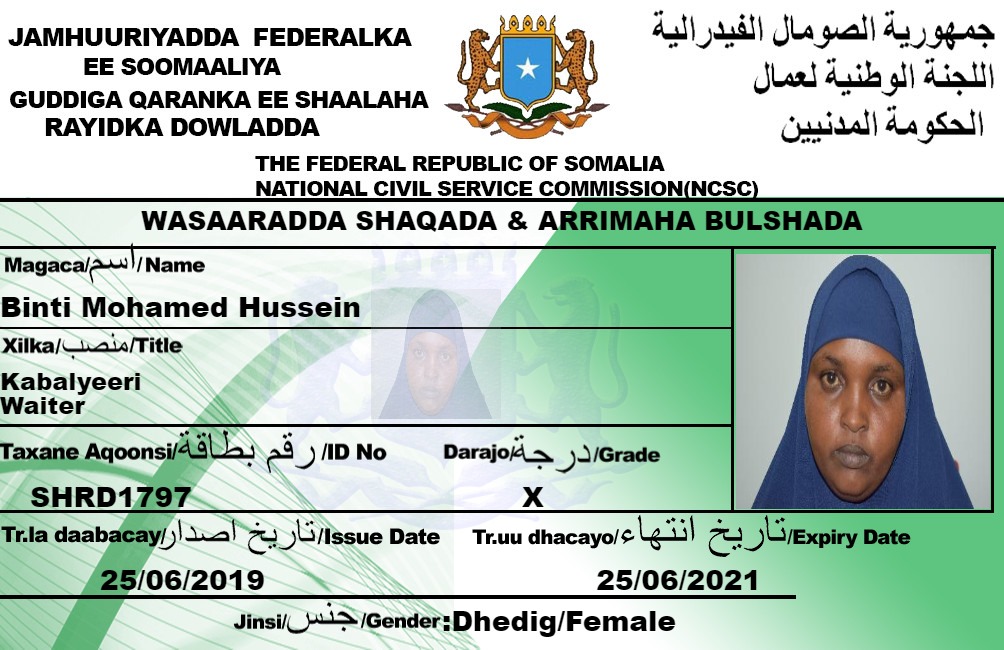 JAMHUURIYADDA FEDERALKA
EE SOOMAALIYA
GUDDIGA QARANKA EE SHAALAHA
RAYIDKA DOWLADDA
جمهورية الصومال الفيدرالية
اللجنة الوطنية لعمال
الحكومة المدنيين
THE FEDERAL REPUBLIC OF SOMALIA
NATIONAL CIVIL SERVICE COMMISSION(NCSC)
WASAARADDA SHAQADA & ARRIMAHA BULSHADA
Magaca/اسم/Name
Binti Mohamed Hussein
Xilka/منصب/Title
Kabalyeeri
Waiter
Taxane Aqoonsi/رقم بطاقة/ID No
Darajo/درجة/Grade
SHRD1797
X
Tr.la daabacay/تاريخ اصدار/Issue Date
Tr.uu dhacayo/تاريخ انتهاء/Expiry Date
25/06/2019
25/06/2021
Jinsi/جنس/Gender:Dhedig/Female